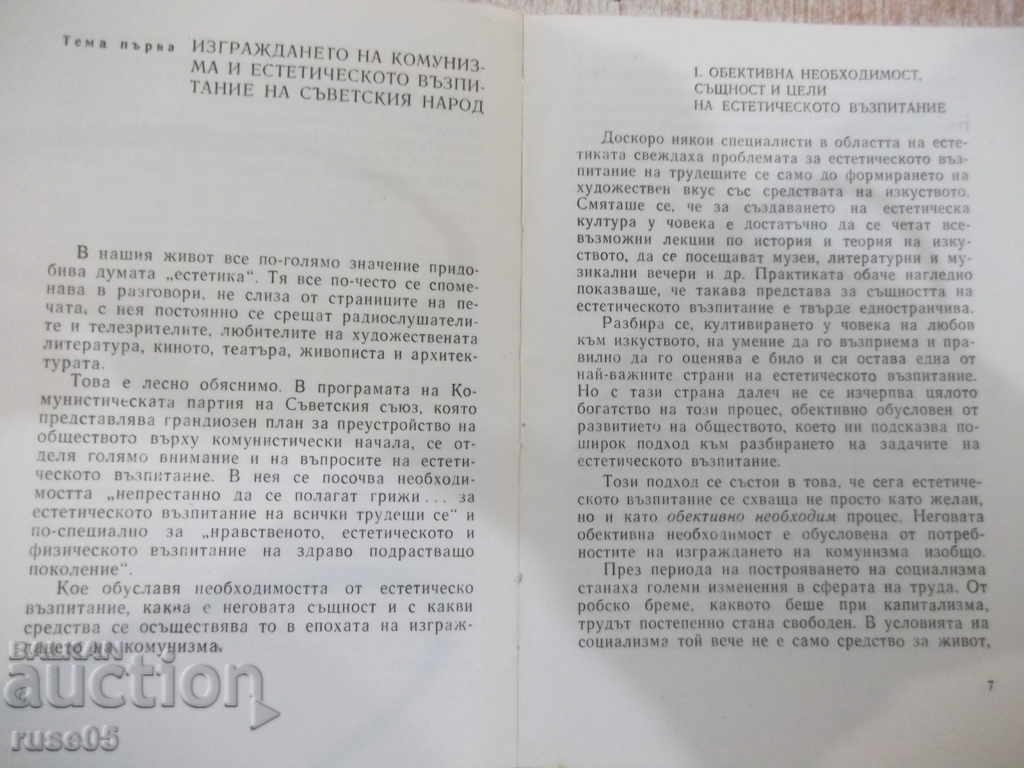 Тема първа ИЗГРАЖДАНЕТО НА КОМУНИЗ-
МА И ЕСТЕТИЧЕСКОТО ВЪЗПИ-
ТАНИЕ НА СЪВЕТСКИЯ НАРОД
В нашия живот все по-голямо значение придо-
бива думата „естетика“. Тя все по-често се споме-
нава в разговори, не слиза от страниците на пе-
чата, с нея постоянно се срещат радиослушатели-
те и телезрителите, любителите на художествената
литература, киното, театъра, живописта и архитек-
турата.
Това е лесно обяснимо. В програмата на Ко-
мунистическата партия на Съветския съюз, която
представлява грандиозен план за преустройство на
обществото върху комунистически начала, се от-
деля голямо внимание и на въпросите на естети-
ческото възпитание. В нея се посочва необходи-
мостта „непрестанно да се полагат грижи... за
естетическото възпитание на всички трудещи се“ и
по-специално за „нравственото, естетическото и
физическото възпитание на здраво подрастващо
поколение“.
Кое обуславя необходимостта от естетическо
възпитание, каква е неговата същност и с какви
средства се осъществява то в епохата на изграж-
дането на комунизма.
БАЛКАН
auction
ruse05
1. ОБЕКТИВНА НЕОБХОДИМОСТ,
СЪЩНОСТ И ЦЕЛИ
НА ЕСТЕТИЧЕСКОТО ВЪЗПИТАНИЕ
Доскоро някои специалисти в областта на есте-
тиката свеждаха проблемата за естетическото въз-
питание на трудещите се само до формирането на
художествен вкус със средствата на изкуството.
Смяташе се, че за създаването на естетическа
култура у човека е достатъчно да се четат все-
възможни лекции по история и теория на изку-
ството, да се посещават музеи, литературни и му-
зикални вечери и др. Практиката обаче нагледно
показваше, че такава представа за същността на
естетическото възпитание е твърде едностранчива.
Разбира се, култивирането у човека на любов
към изкуството, на умение да го възприема и пра-
вилно да го оценява е било и си остава една от
най-важните страни на естетическото възпитание.
Но с тази страна далеч не се изчерпва цялото
богатство на този процес, обективно обусловен от
развитието на обществото, което ни подсказва по-
широк подход към разбирането на задачите на
естетическото възпитание.
Този подход се състои в това, че сега естетиче-
ското възпитание се схваща не просто като желан,
но и като обективно необходим процес. Неговата
обективна необходимост е обусловена от потреб-
ностите на изграждането на комунизма изобщо.
През периода на построяването на социализма
станаха големи изменения в сферата на труда. От
робско бреме, каквото беше при капитализма,
трудът постепенно стана свободен. В условията на
социализма той вече не е само средство за живот,
7